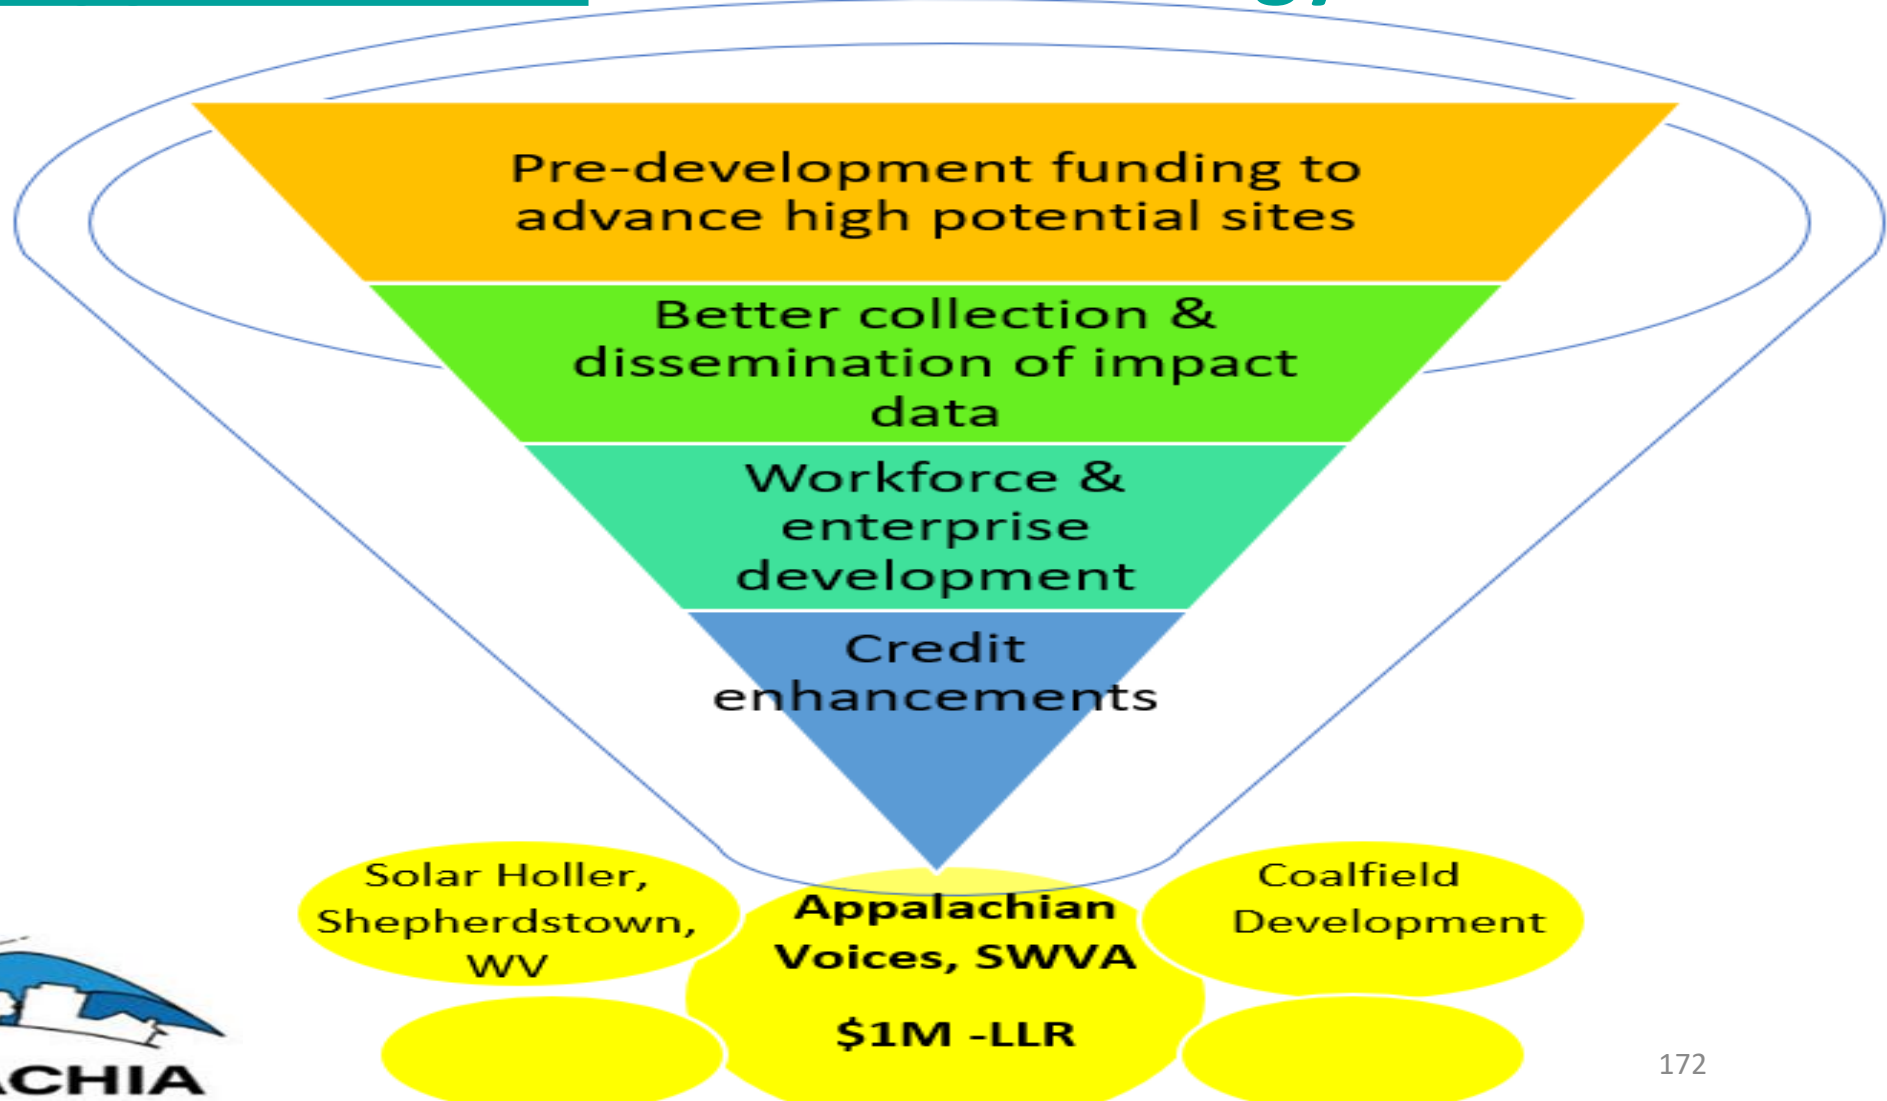 Pre-development funding to
advance high potential sites
Better collection &
dissemination of impact
data
Workforce &
enterprise
development
Credit
enhancements
Solar Holler,
Shepherdstown,
WV
Appalachian
Voices, SWVA
$1M -LLR
Coalfield
Development
ACHIA
172